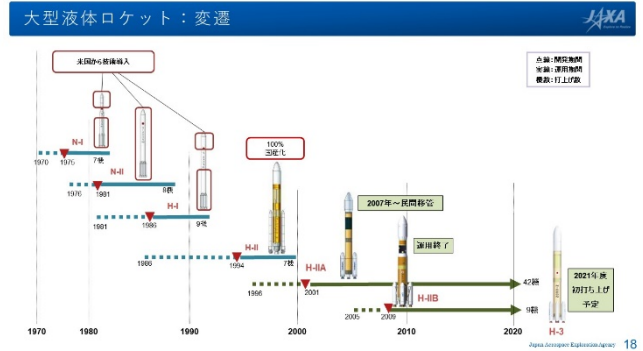 大型液体ロケット：変遷
JAXA
米国から技術導入
点線：開発期間
実線：運用期間
機数：打上げ数
N-I
1970
1975
7機
N-II
1976
1981
8機
H-I
1981
1986
9機
100%
国産化
H-II
1986
1994
7機
2007年～民間移管
H-IIA
1996
2001
42機
運用終了
H-IIB
2005
2009
9機
2021年度
初打ち上げ
予定
H-3
1970
1980
1990
2000
2010
2020
Japan Aerospace Exploration Agency 18